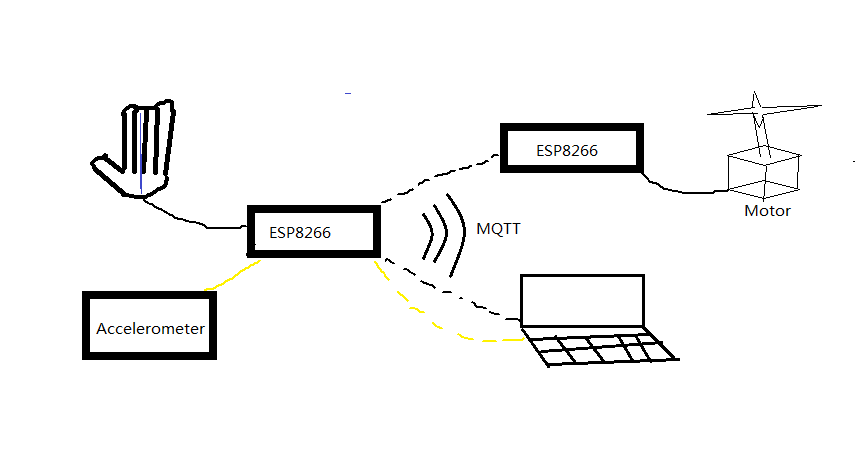 ESP8266
Motor
ESP8266
MQTT
Accelerometer